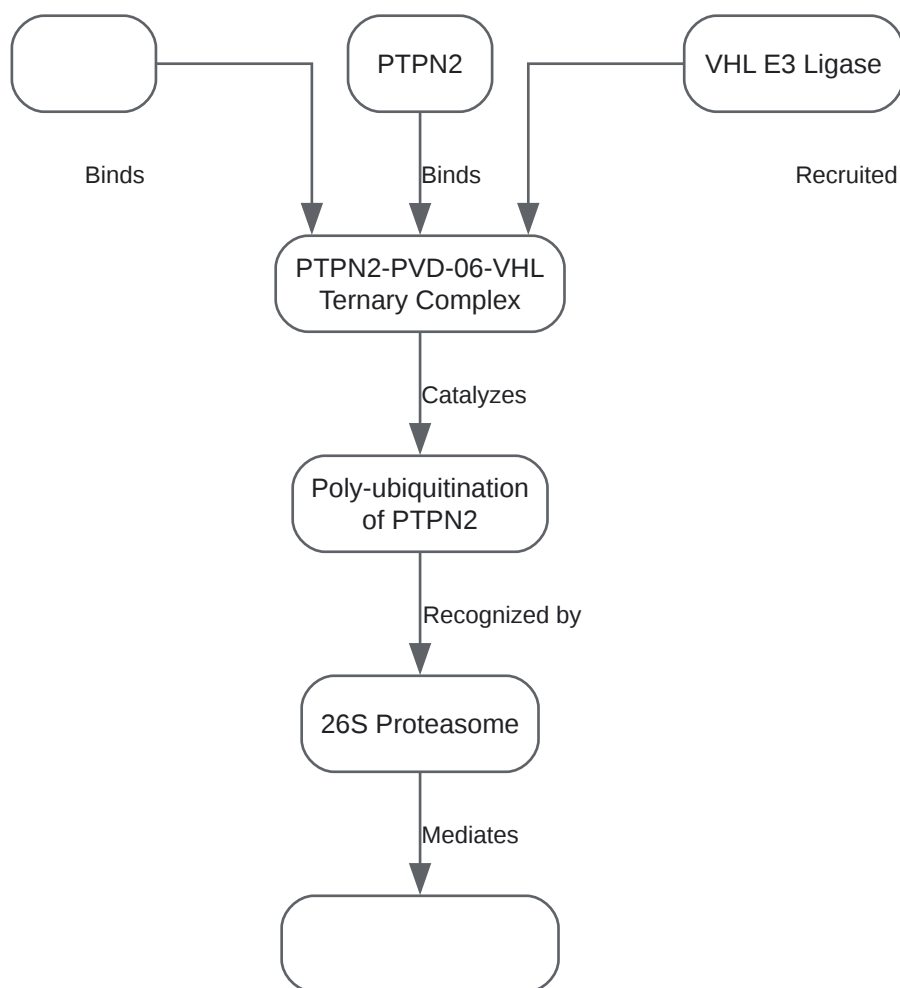 PTPN2
VHL E3 Ligase
Binds
Binds
Recruited
PTPN2-PVD-06-VHL
Ternary Complex
Catalyzes
Poly-ubiquitination
of PTPN2
Recognized by
26S Proteasome
Mediates